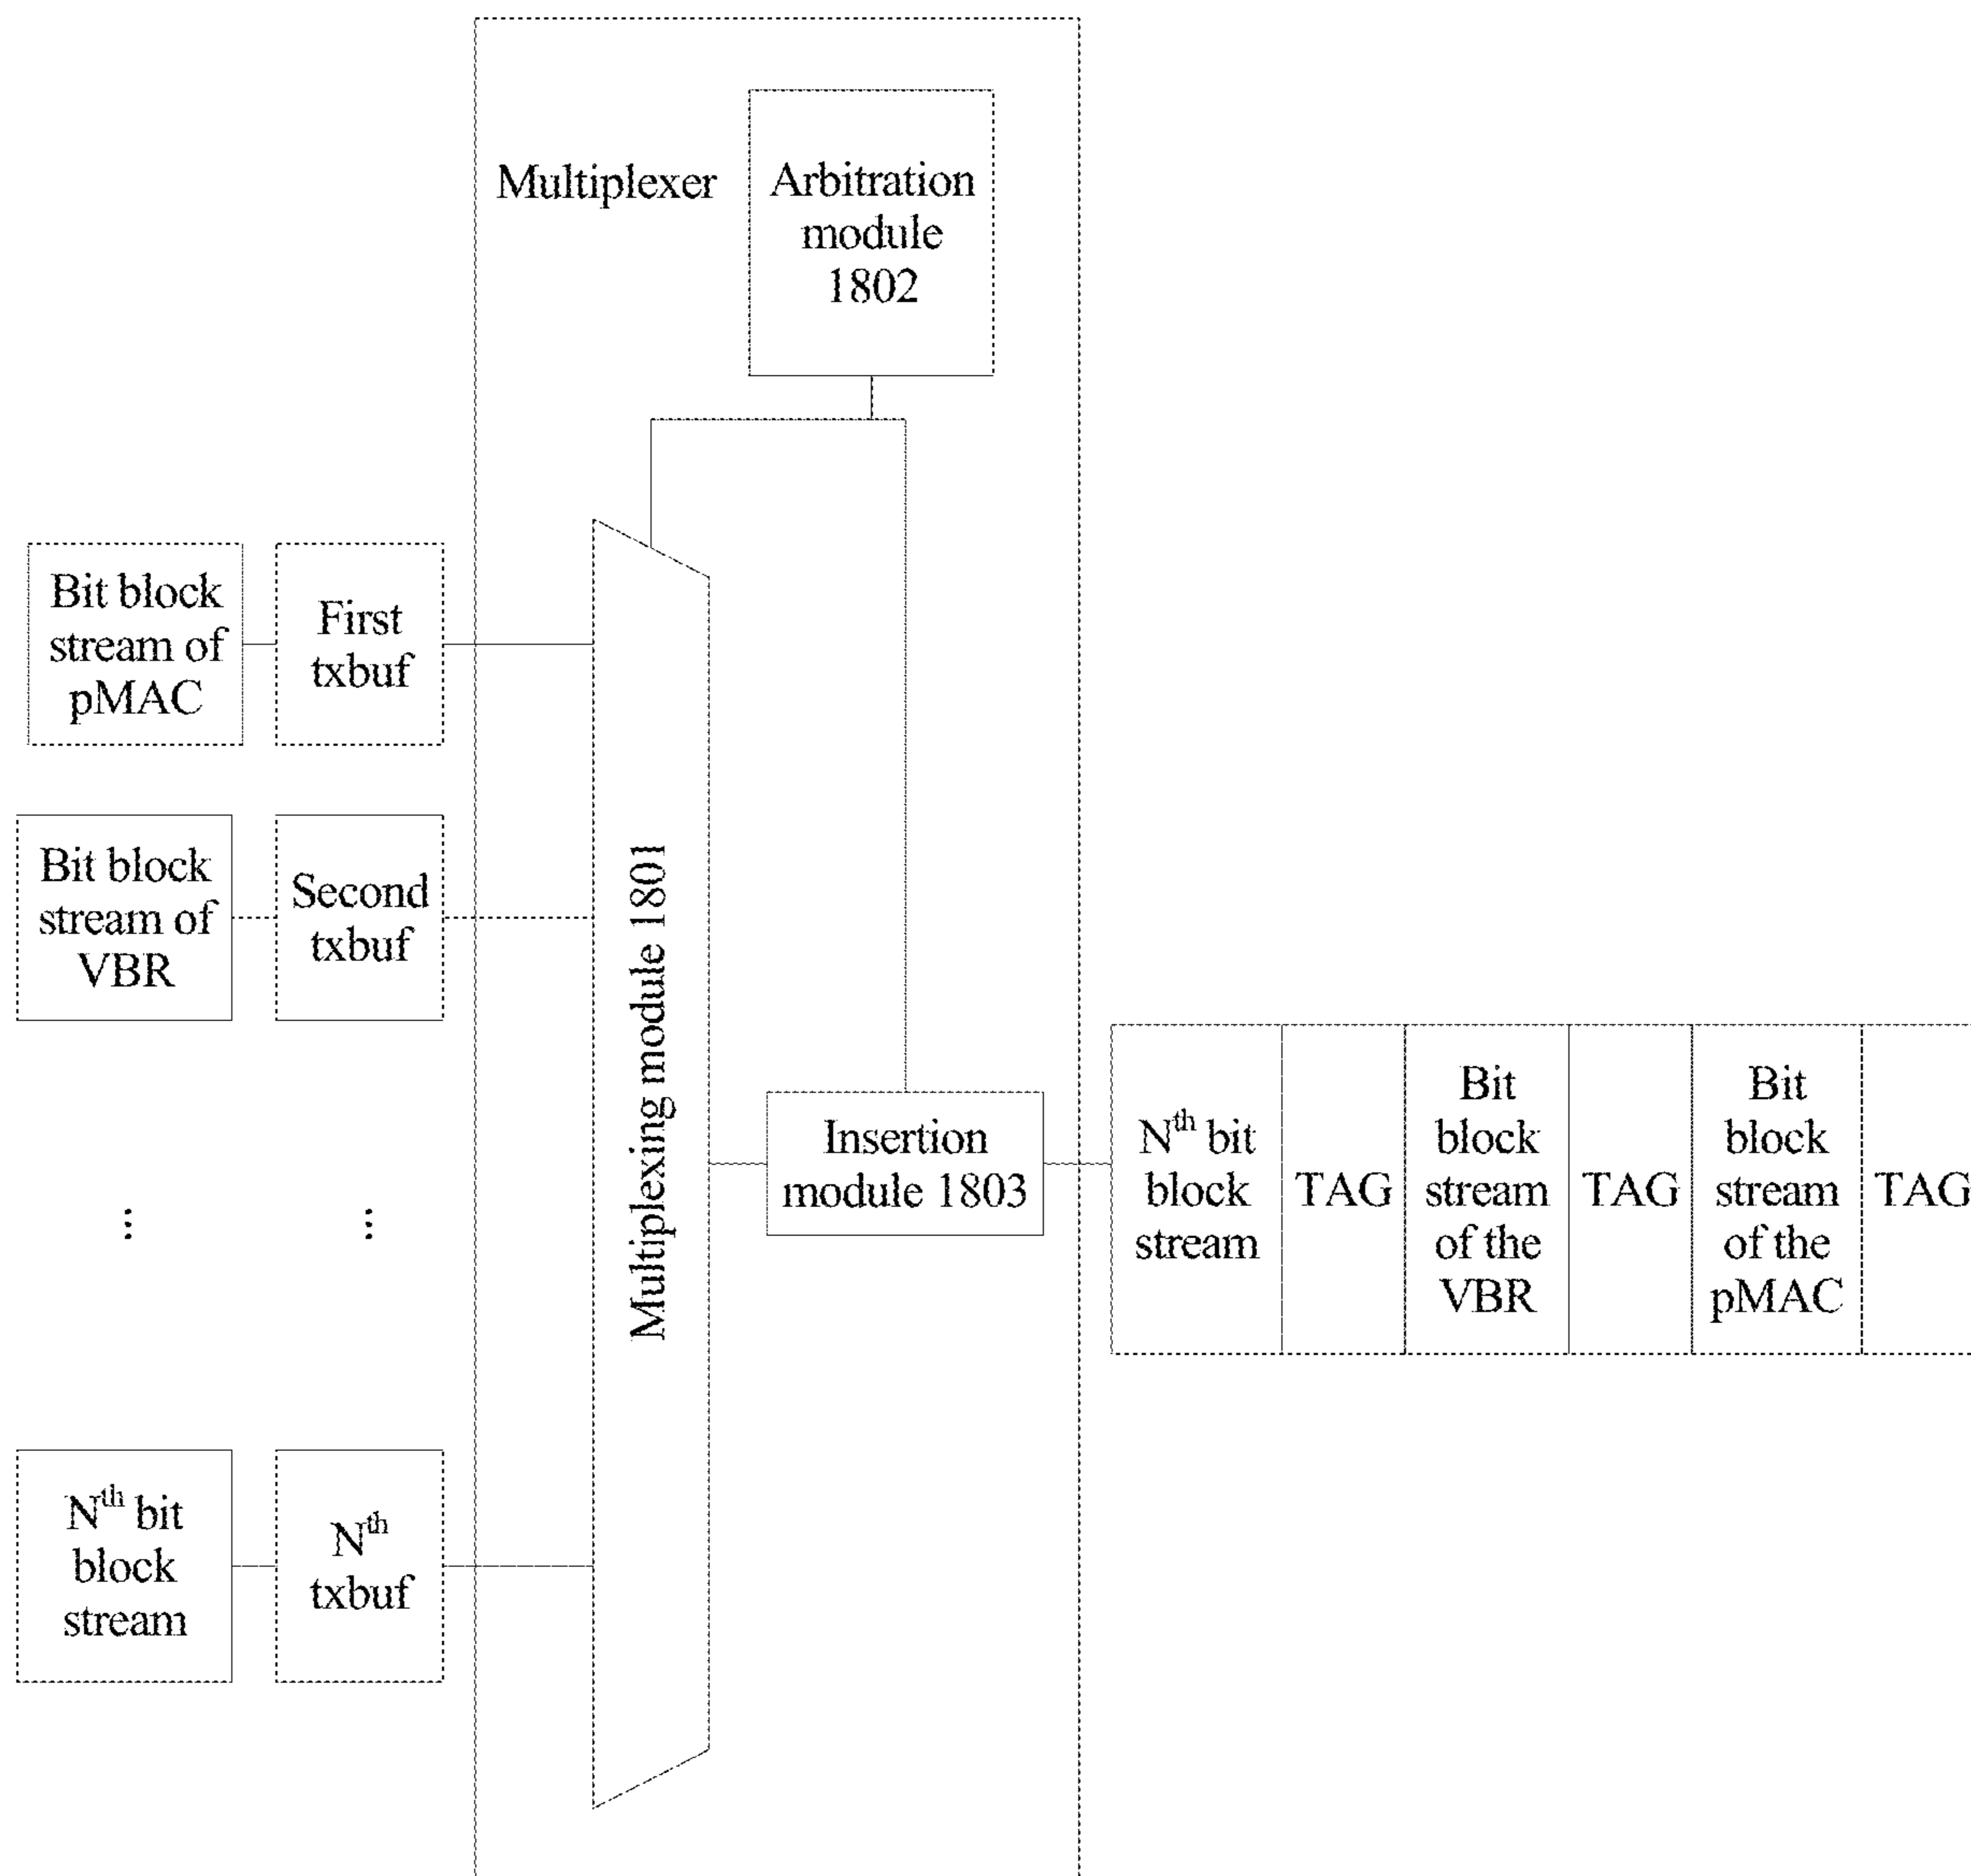 Multiplexer
Arbitration
module
1802
Bit block
stream of
pMAC
First
txbuf
Bit block
stream of
VBR
Second
txbuf
⋮
⋮
Nth bit
block
stream
Nth
txbuf
Multiplexing module 1801
Insertion
module 1803
Nth bit
block
stream
TAG
Bit
block
stream
of the
VBR
TAG
Bit
block
stream
of the
pMAC
TAG